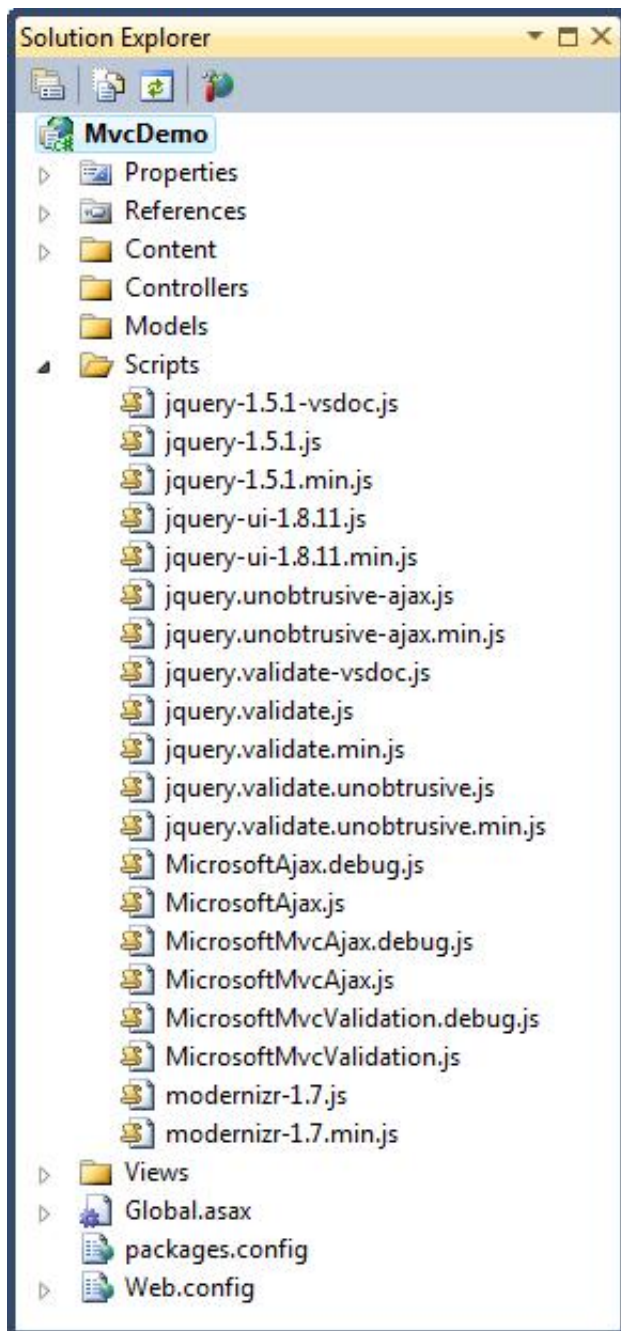 Solution Explorer
MvcDemo
Properties
References
Content
Controllers
Models
Scripts
jquery-1.5.1-vsdoc.js
jquery-1.5.1.js
jquery-1.5.1.min.js
jquery-ui-1.8.11.js
jquery-ui-1.8.11.min.js
jquery.unobtrusive-ajax.js
jquery.unobtrusive-ajax.min.js
jquery.validate-vsdoc.js
jquery.validate.js
jquery.validate.min.js
jquery.validate.unobtrusive.js
jquery.validate.unobtrusive.min.js
MicrosoftAjax.debug.js
MicrosoftAjax.js
MicrosoftMvcAjax.debug.js
MicrosoftMvcAjax.js
MicrosoftMvcValidation.debug.js
MicrosoftMvcValidation.js
modernizr-1.7.js
modernizr-1.7.min.js
Views
Global.asax
packages.config
Web.config